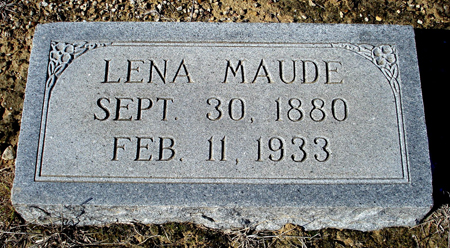 LENA MAUDE
SEPT. 30, 1880
FEB. 11, 1933